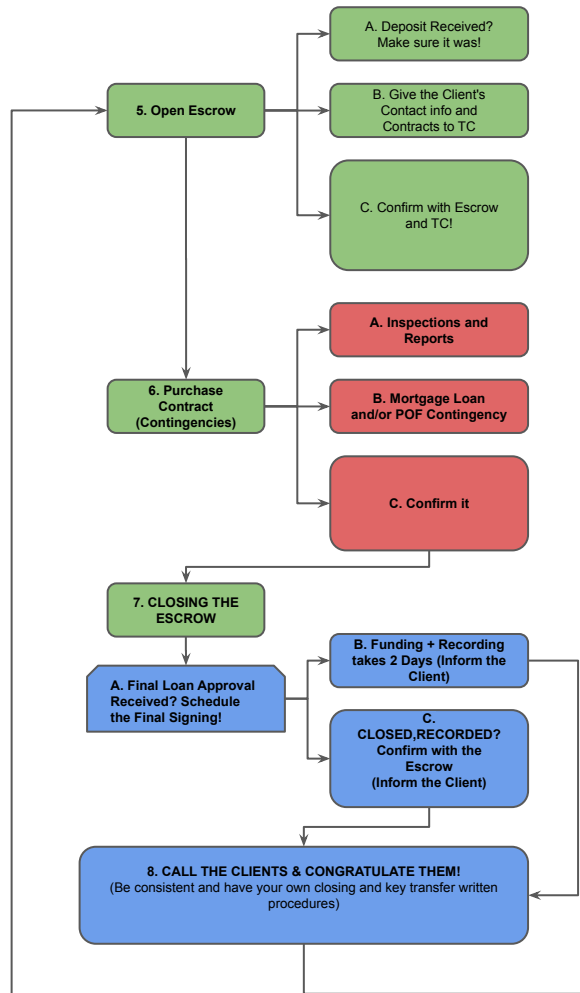 A. Deposit Received?
Make sure it was!
5. Open Escrow
B. Give the Client's
Contact info and
Contracts to TC
C. Confirm with Escrow
and TC!
A. Inspections and
Reports
6. Purchase
Contract
(Contingencies)
B. Mortgage Loan
and/or POF Contingency
C. Confirm it
7. CLOSING THE
ESCROW
A. Final Loan Approval
Received? Schedule
the Final Signing!
B. Funding + Recording
takes 2 Days (Inform the
Client)
C.
CLOSED,RECORDED?
Confirm with the
Escrow
(Inform the Client)
8. CALL THE CLIENTS & CONGRATULATE THEM!
(Be consistent and have your own closing and key transfer written
procedures)